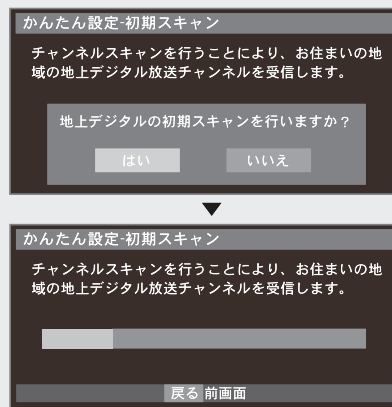 かんたん設定-初期スキャン
チャンネルスキャンを行うことにより、お住まいの地
域の地上デジタル放送チャンネルを受信します。
地上デジタルの初期スキャンを行いますか？
はい いいえ
かんたん設定-初期スキャン
チャンネルスキャンを行うことにより、お住まいの地
域の地上デジタル放送チャンネルを受信します。
戻る 前画面